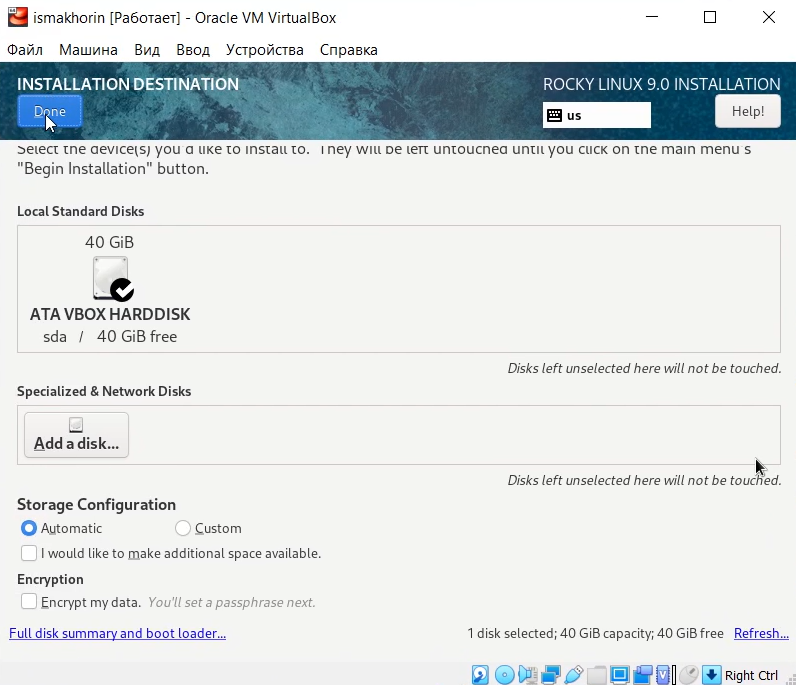 ismakhorin [Работает] - Oracle VM VirtualBox
Файл Машина Вид Ввод Устройства Справка
INSTALLATION DESTINATION
ROCKY LINUX 9.0 INSTALLATION
Done
us
Help!
Select the device(s) you'd like to install to. They will be left untouched until you click on the main menu's
"Begin Installation" button.
Local Standard Disks
40 GiB
ATA VBOX HARDDISK
sda / 40 GiB free
Disks left unselected here will not be touched.
Specialized & Network Disks
Add a disk...
Disks left unselected here will not be touched.
Storage Configuration
Automatic Custom
I would like to make additional space available.
Encryption
Encrypt my data. You'll set a passphrase next.
Full disk summary and boot loader...
1 disk selected; 40 GiB capacity; 40 GiB free Refresh...
Right Ctrl